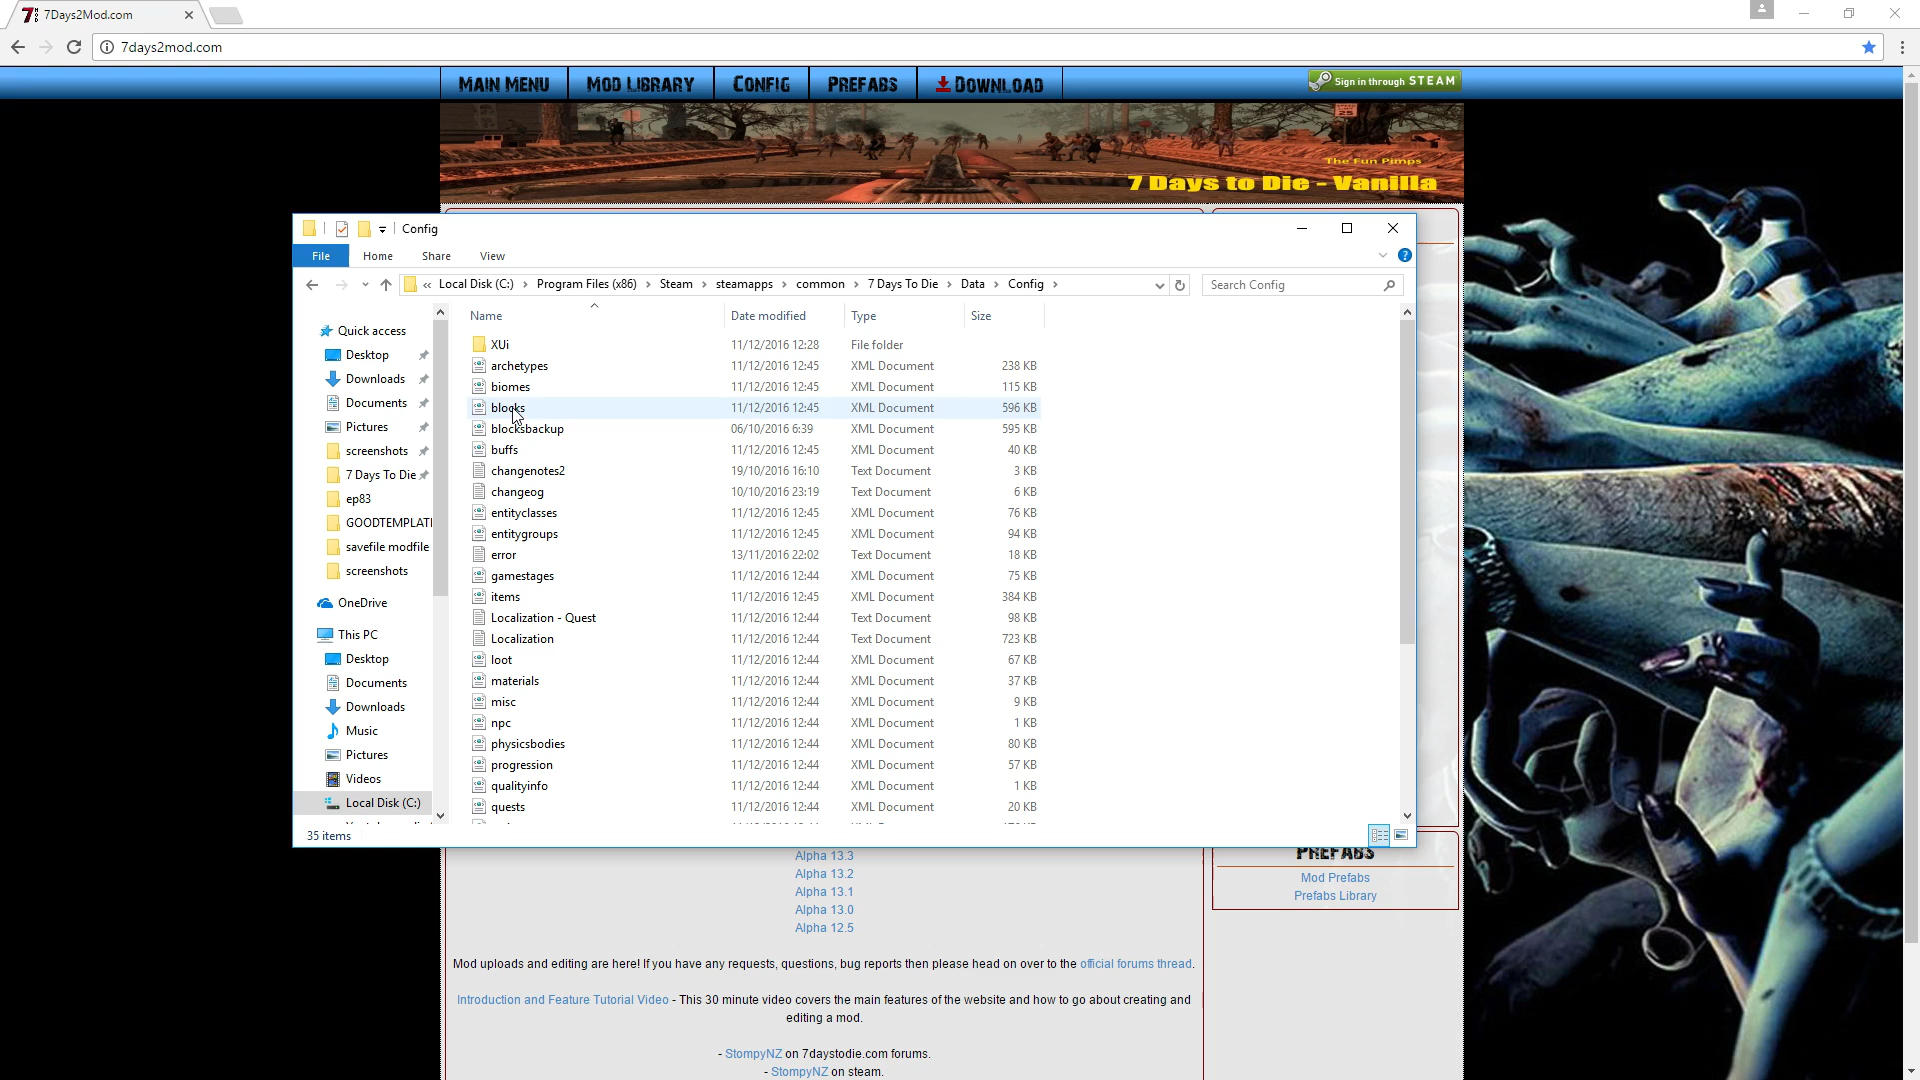 7Days2Mod.com
7days2mod.com
MAIN MENU
MOD LIBRARY
CONFIG
PREFABS
DOWNLOAD
Sign in through STEAM
25
The Fun Pimps
7 Days to Die - Vanilla
Config
File Home Share View
« Local Disk (C:) › Program Files (x86) › Steam › steamapps › common › 7 Days To Die › Data › Config ›
Search Config
Name Date modified Type Size
Quick access
Desktop
Downloads
Documents
Pictures
screenshots
7 Days To Die
ep83
GOODTEMPLATI
savefile modfile
screenshots
OneDrive
This PC
Desktop
Documents
Downloads
Music
Pictures
Videos
Local Disk (C:)
XUi 11/12/2016 12:28 File folder
archetypes 11/12/2016 12:45 XML Document 238 KB
biomes 11/12/2016 12:45 XML Document 115 KB
blocks 11/12/2016 12:45 XML Document 596 KB
blocksbackup 06/10/2016 6:39 XML Document 595 KB
buffs 11/12/2016 12:45 XML Document 40 KB
changenotes2 19/10/2016 16:10 Text Document 3 KB
changeog 10/10/2016 23:19 Text Document 6 KB
entityclasses 11/12/2016 12:45 XML Document 76 KB
entitygroups 11/12/2016 12:45 XML Document 94 KB
error 13/11/2016 22:02 Text Document 18 KB
gamestages 11/12/2016 12:44 XML Document 75 KB
items 11/12/2016 12:45 XML Document 384 KB
Localization - Quest 11/12/2016 12:44 Text Document 98 KB
Localization 11/12/2016 12:44 Text Document 723 KB
loot 11/12/2016 12:44 XML Document 67 KB
materials 11/12/2016 12:44 XML Document 37 KB
misc 11/12/2016 12:44 XML Document 9 KB
npc 11/12/2016 12:44 XML Document 1 KB
physicsbodies 11/12/2016 12:44 XML Document 80 KB
progression 11/12/2016 12:44 XML Document 57 KB
qualityinfo 11/12/2016 12:44 XML Document 1 KB
quests 11/12/2016 12:44 XML Document 20 KB
35 items
Alpha 13.3
Alpha 13.2
Alpha 13.1
Alpha 13.0
Alpha 12.5
PREFABS
Mod Prefabs
Prefabs Library
Mod uploads and editing are here! If you have any requests, questions, bug reports then please head on over to the official forums thread.
Introduction and Feature Tutorial Video - This 30 minute video covers the main features of the website and how to go about creating and
editing a mod.
- StompyNZ on 7daystodie.com forums.
- StompyNZ on steam.